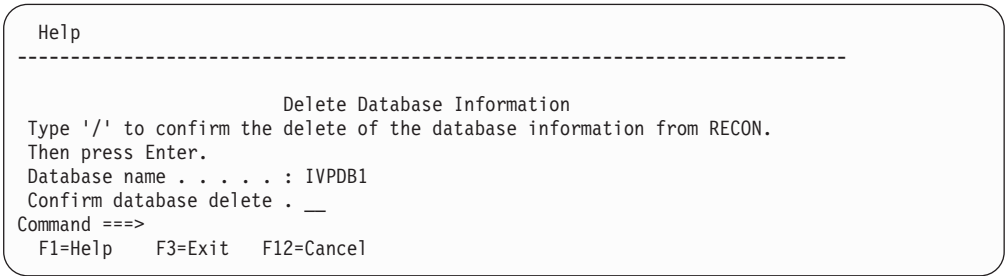 Help
-------------------------------------------------------------------------------
Delete Database Information
Type '/' to confirm the delete of the database information from RECON.
Then press Enter.
Database name . . . . . : IVPDB1
Confirm database delete . __
Command ===>
F1=Help F3=Exit F12=Cancel